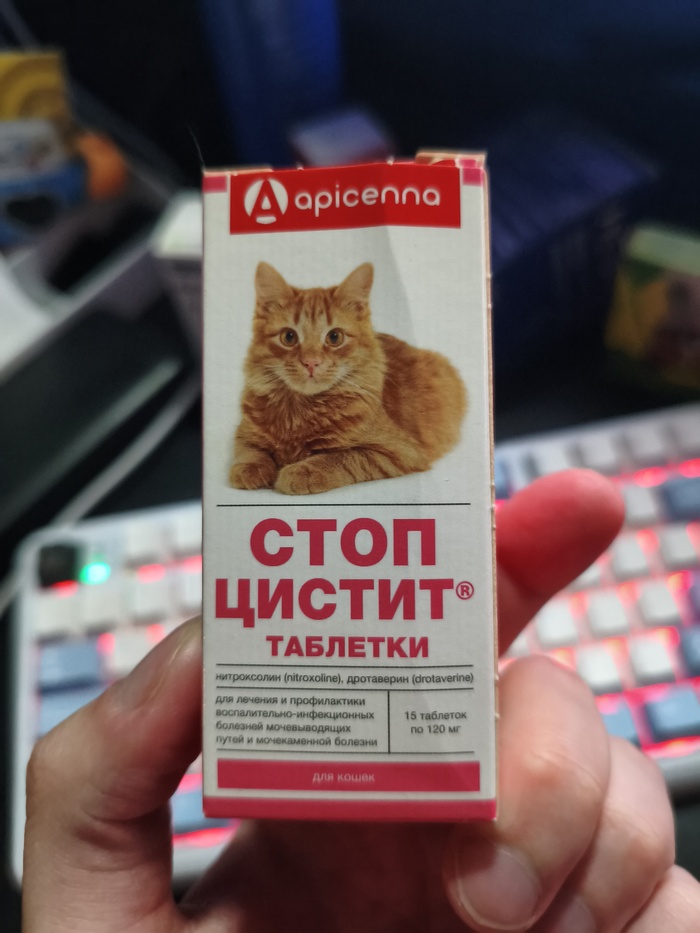 apicenna
СТОП
ЦИСТИТ®
ТАБЛЕТКИ
нитроксолин (nitroxoline), дротаверин (drotaverine)
для лечения и профилактики
воспалительно-инфекционных
болезней мочевыводящих
путей и мочекаменной болезни
15 таблеток
по 120 мг
для кошек